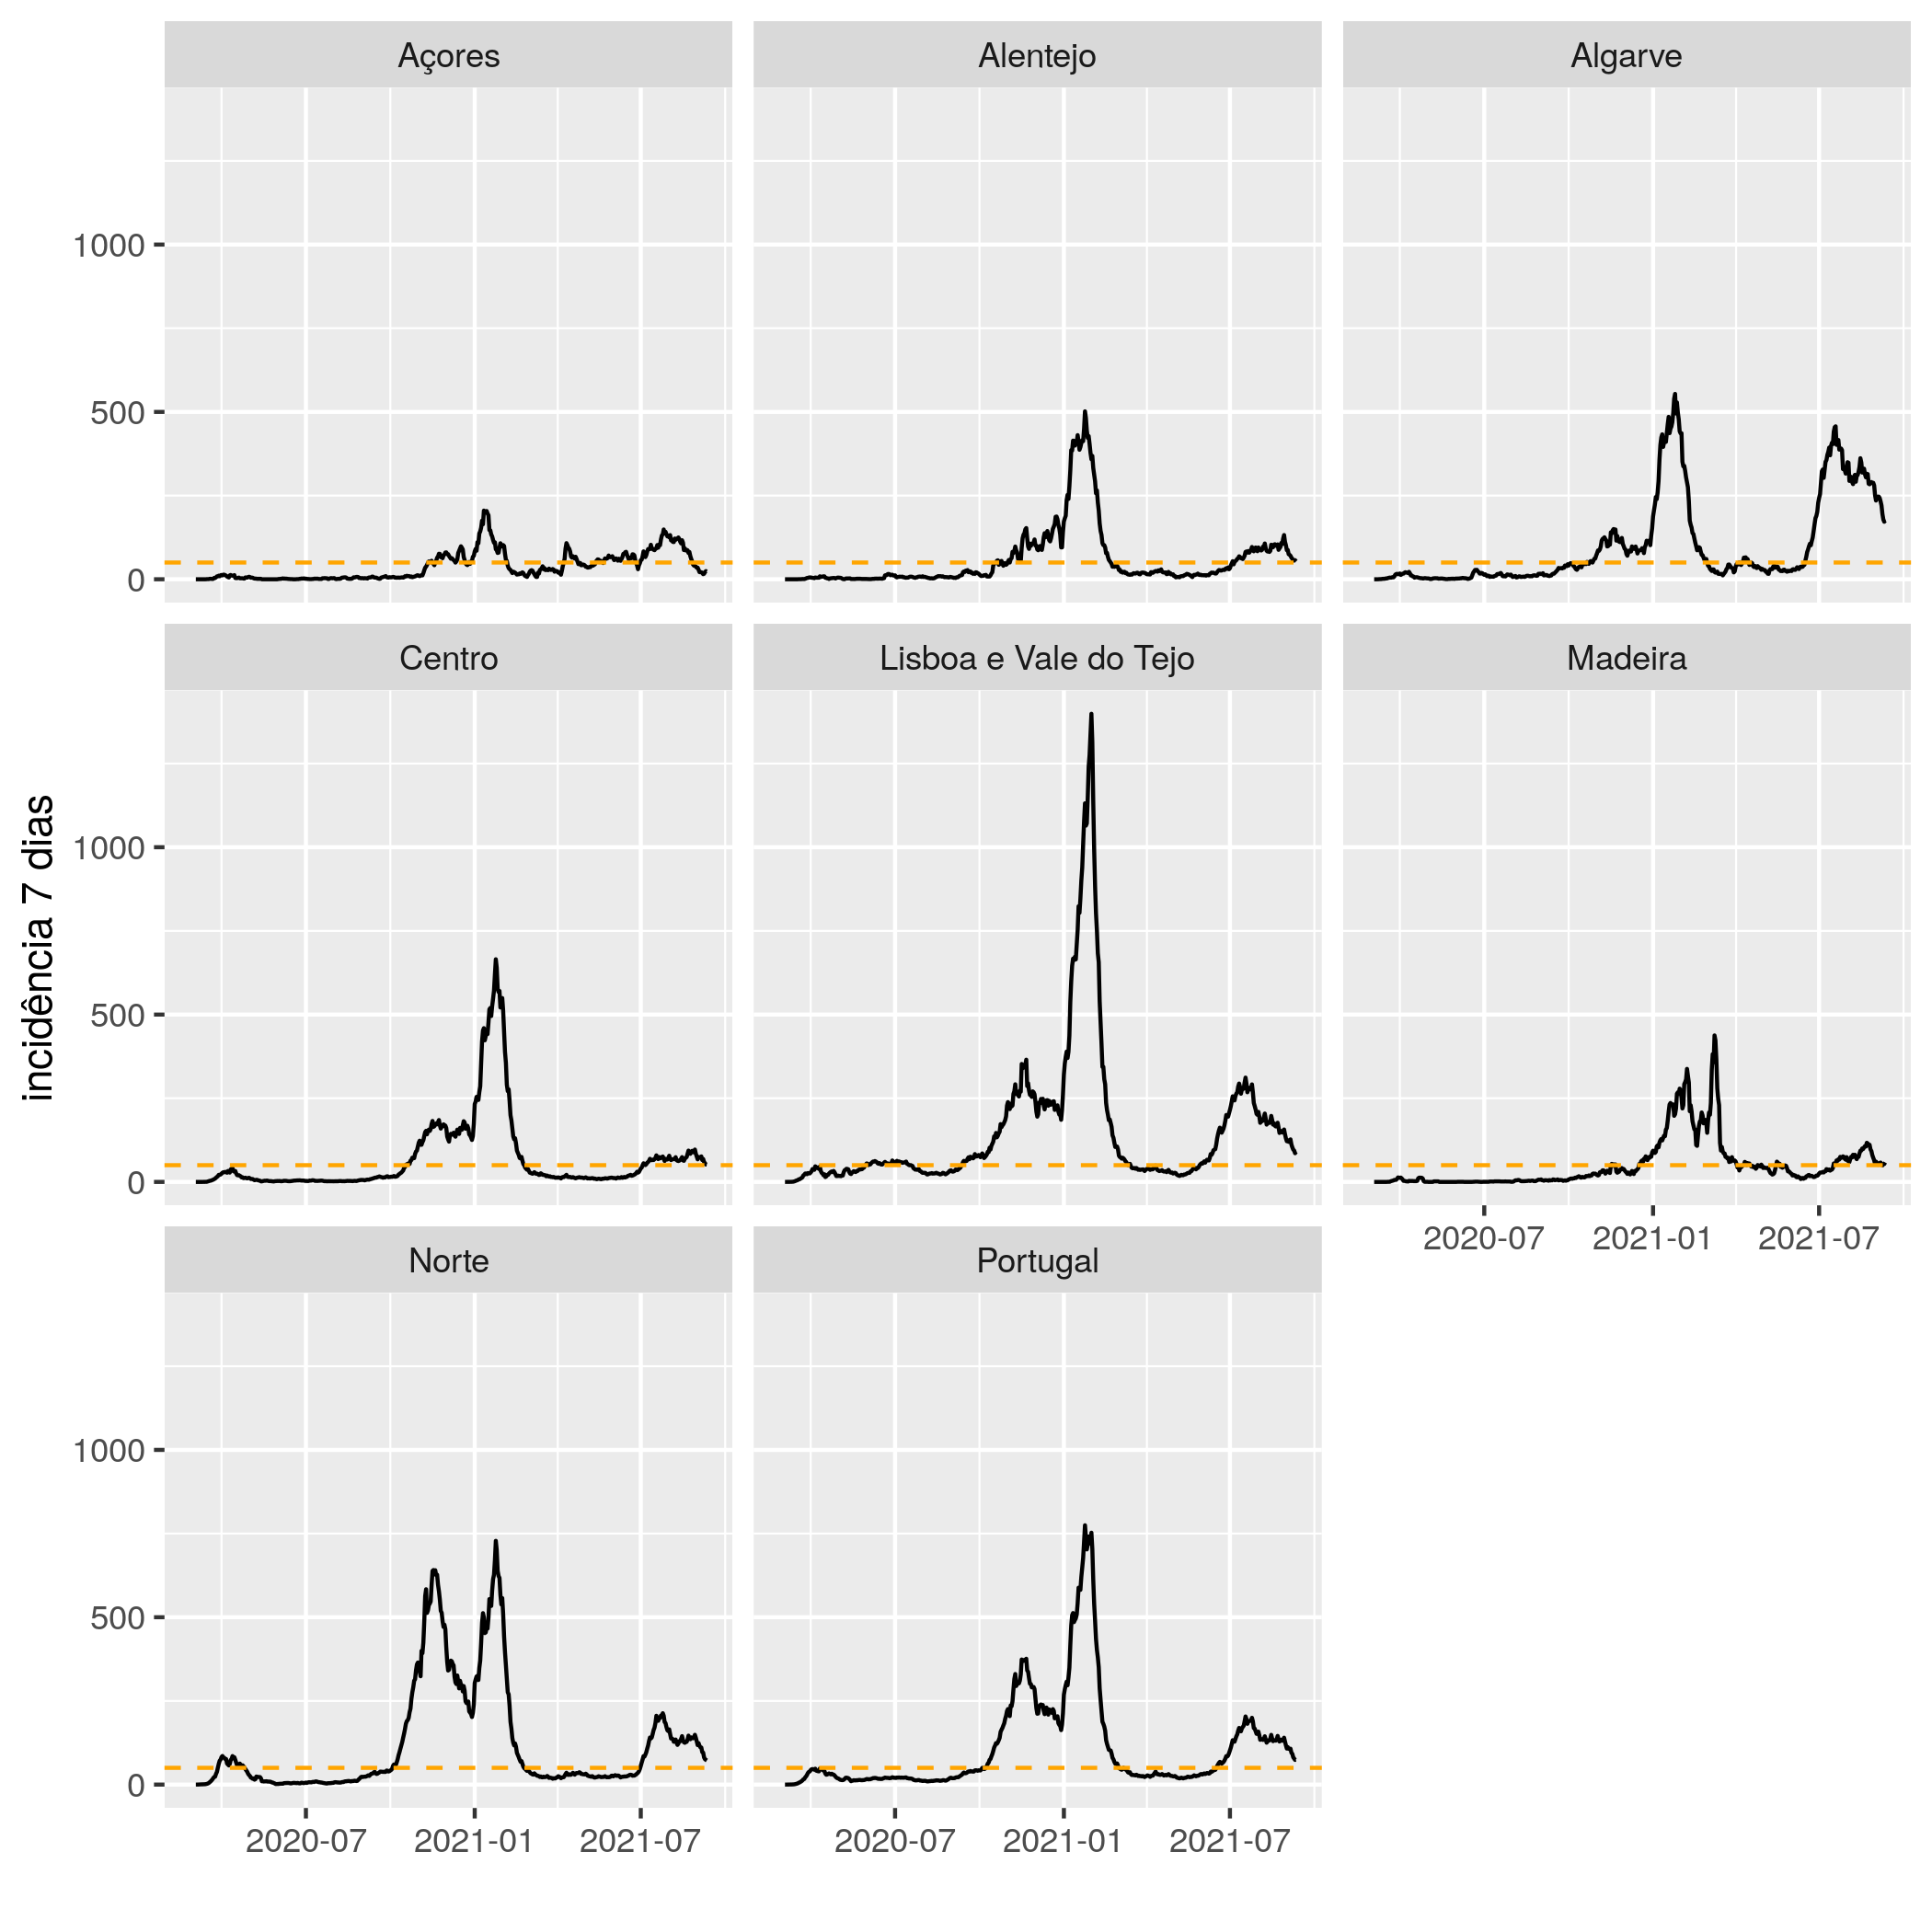 Açores
Alentejo
Algarve
1000
500
0
Centro
Lisboa e Vale do Tejo
Madeira
incidência 7 dias
1000
500
0
2020-07
2021-01
2021-07
Norte
Portugal
1000
500
0
2020-07
2021-01
2021-07
2020-07
2021-01
2021-07